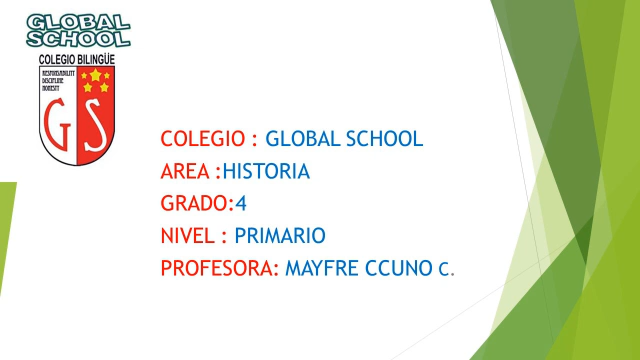 GLOBAL
SCHOOL
COLEGIO BILINGÜE
RESPONSABILITY
DISCIPLINE
HONESTY
G S
COLEGIO : GLOBAL SCHOOL
AREA :HISTORIA
GRADO:4
NIVEL : PRIMARIO
PROFESORA: MAYFRE CCUNO C.